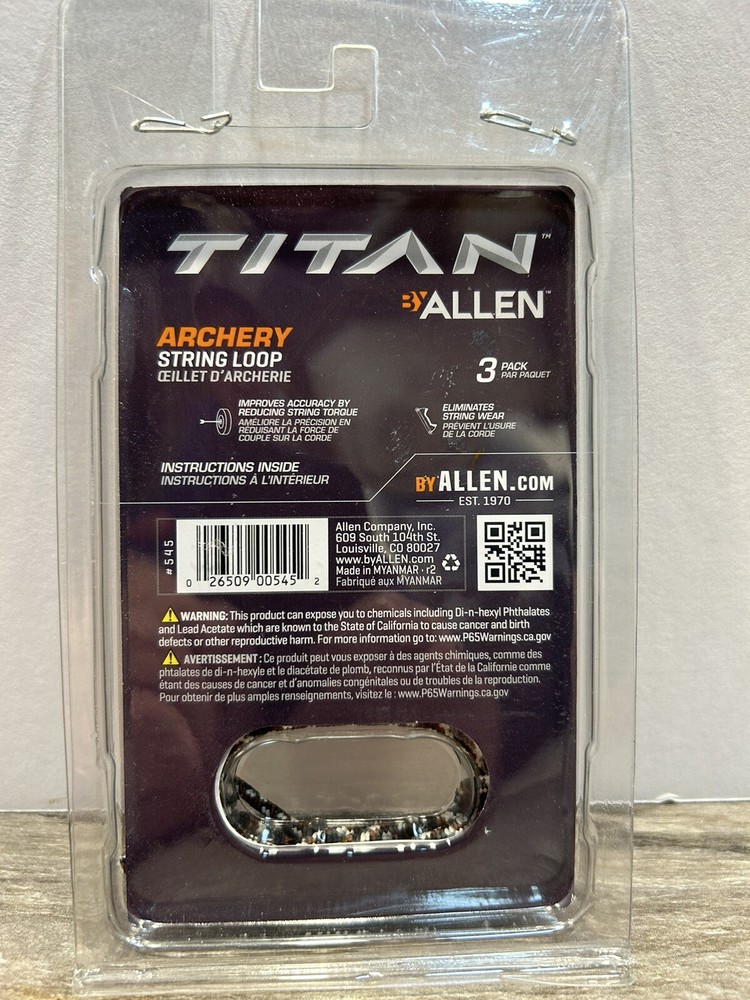 TITAN™
BY ALLEN™
ARCHERY
STRING LOOP
ŒILLET D'ARCHERIE
3 PACK
PAR PAQUET
IMPROVES ACCURACY BY
REDUCING STRING TORQUE
AMÉLIORE LA PRÉCISION EN
RÉDUISANT LA FORCE DE
COUPLE SUR LA CORDE
ELIMINATES
STRING WEAR
PRÉVIENT L'USURE
DE LA CORDE
INSTRUCTIONS INSIDE
INSTRUCTIONS À L'INTÉRIEUR
BY ALLEN.COM
EST. 1970
#545
0 26509 00545 2
Allen Company, Inc.
609 South 104th St.
Louisville, CO 80027
www.byALLEN.com
Made in MYANMAR · r2
Fabriqué aux MYANMAR
WARNING: This product can expose you to chemicals including Di-n-hexyl Phthalates
and Lead Acetate which are known to the State of California to cause cancer and birth
defects or other reproductive harm. For more information go to: www.P65Warnings.ca.gov
AVERTISSEMENT : Ce produit peut vous exposer à des agents chimiques, comme des
phtalates de di-n-hexyle et le diacétate de plomb, reconnus par l'État de la Californie comme
étant des causes de cancer et d'anomalies congénitales ou de troubles de la reproduction.
Pour obtenir de plus amples renseignements, visitez le : www.P65Warnings.ca.gov